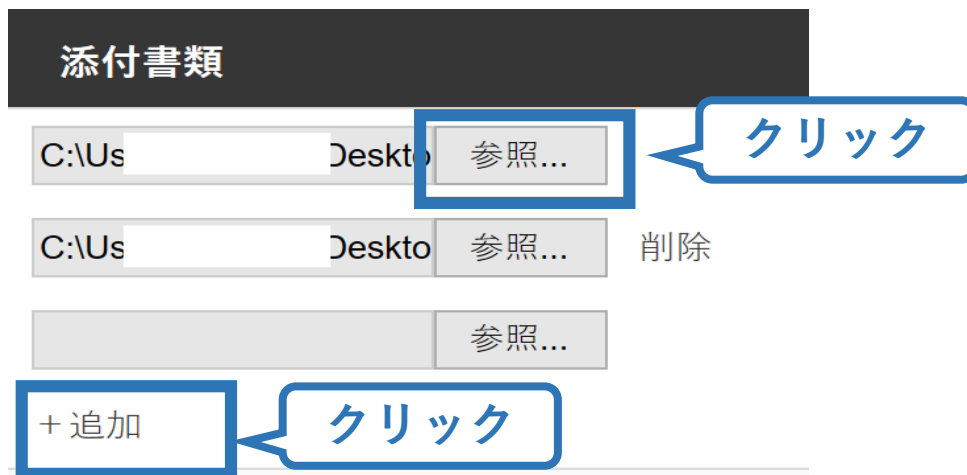 添付書類
C:\Us Deskto 参照... クリック
C:\Us Deskto 参照... 削除
参照...
＋追加 クリック